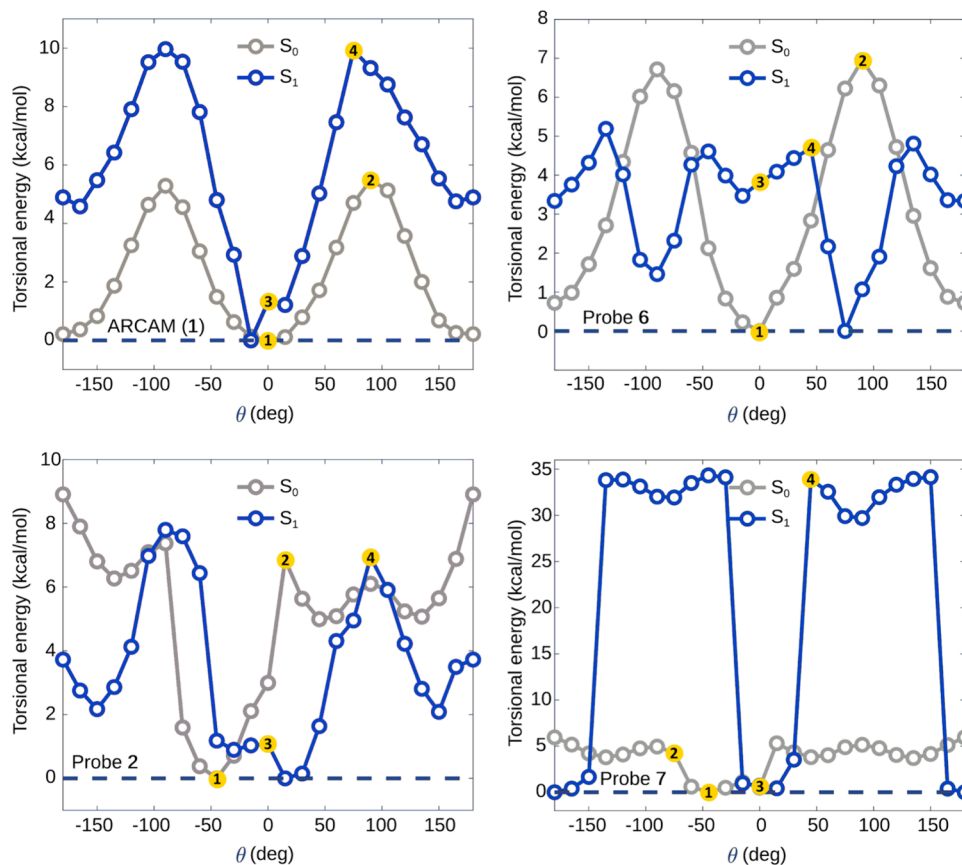 10
8
6
4
2
0
Torsional energy (kcal/mol)
S0
S1
4
2
3
1
ARCAM (1)
-150 -100 -50 0 50 100 150
θ (deg)
8
7
6
5
4
3
2
1
0
-1
Torsional energy (kcal/mol)
S0
S1
2
4
3
1
Probe 6
-150 -100 -50 0 50 100 150
θ (deg)
10
8
6
4
2
0
Torsional energy (kcal/mol)
S0
S1
2
4
3
1
Probe 2
-150 -100 -50 0 50 100 150
θ (deg)
35
30
25
20
15
10
5
0
Torsional energy (kcal/mol)
S0
S1
4
2
3
1
Probe 7
-150 -100 -50 0 50 100 150
θ (deg)